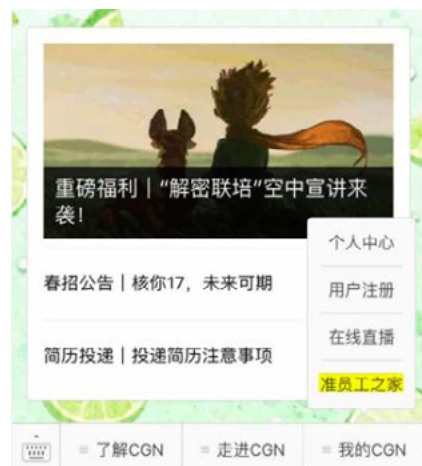 重磅福利｜“解密联培”空中宣讲来
袭！
个人中心
春招公告｜核你17，未来可期
用户注册
在线直播
简历投递｜投递简历注意事项
准员工之家
了解CGN
走进CGN
我的CGN